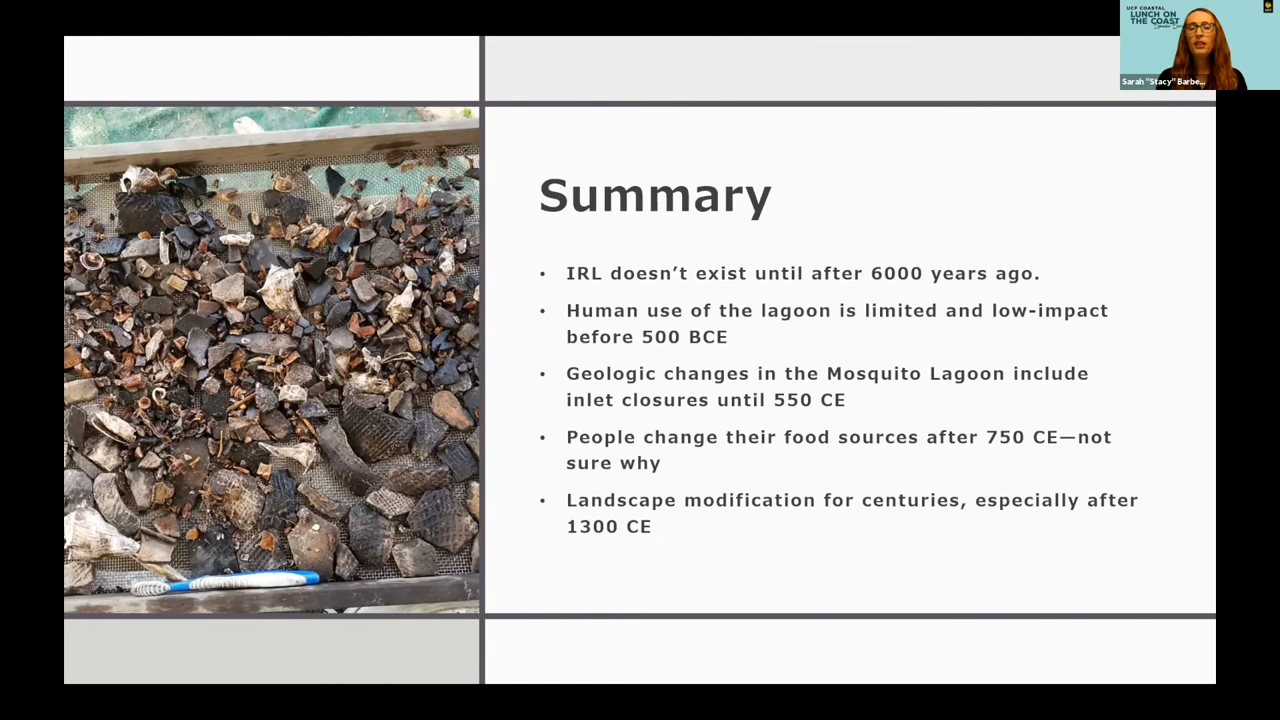 UCF COASTAL
LUNCH ON
THE COAST
Sarah "Stacy" Barbe...
Summary
• IRL doesn’t exist until after 6000 years ago.
• Human use of the lagoon is limited and low-impact
before 500 BCE
• Geologic changes in the Mosquito Lagoon include
inlet closures until 550 CE
• People change their food sources after 750 CE—not
sure why
• Landscape modification for centuries, especially after
1300 CE